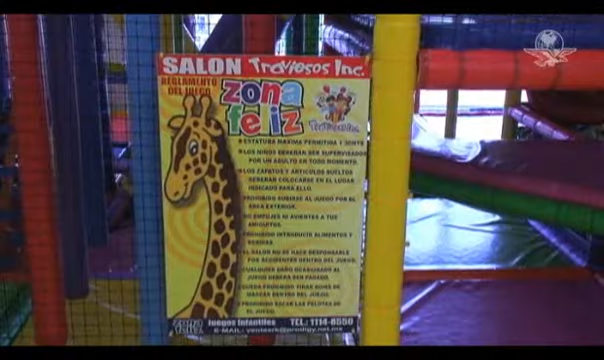 SALON Traviesos Inc.
REGLAMENTO
DEL JUEGO
zona
feliz
ESTATURA MAXIMA PERMITIDA 1.30MTS
LOS NIÑOS DEBERAN SER SUPERVISADOS
POR UN ADULTO EN TODO MOMENTO.
LOS ZAPATOS Y ARTICULOS SUELTOS
DEBERAN COLOCARSE EN EL LUGAR
INDICADO PARA ELLO.
PROHIBIDO SUBIRSE AL JUEGO POR EL
AREA EXTERIOR.
NO EMPUJES NI AVIENTES A TUS
AMIGUITOS.
PROHIBIDO INTRODUCIR ALIMENTOS Y
BEBIDAS.
EL SALON NO SE HACE RESPONSABLE
POR ACCIDENTES DENTRO DEL JUEGO.
CUALQUIER DAÑO OCASIONADO AL
JUEGO DEBERA SER PAGADO.
QUEDA PROHIBIDO TIRAR GOMA DE
MASCAR DENTRO DEL JUEGO.
PROHIBIDO SACAR LAS PELOTAS DE
EL JUEGO.
Juegos Infantiles TEL.: 1114-8550
E-MAIL: